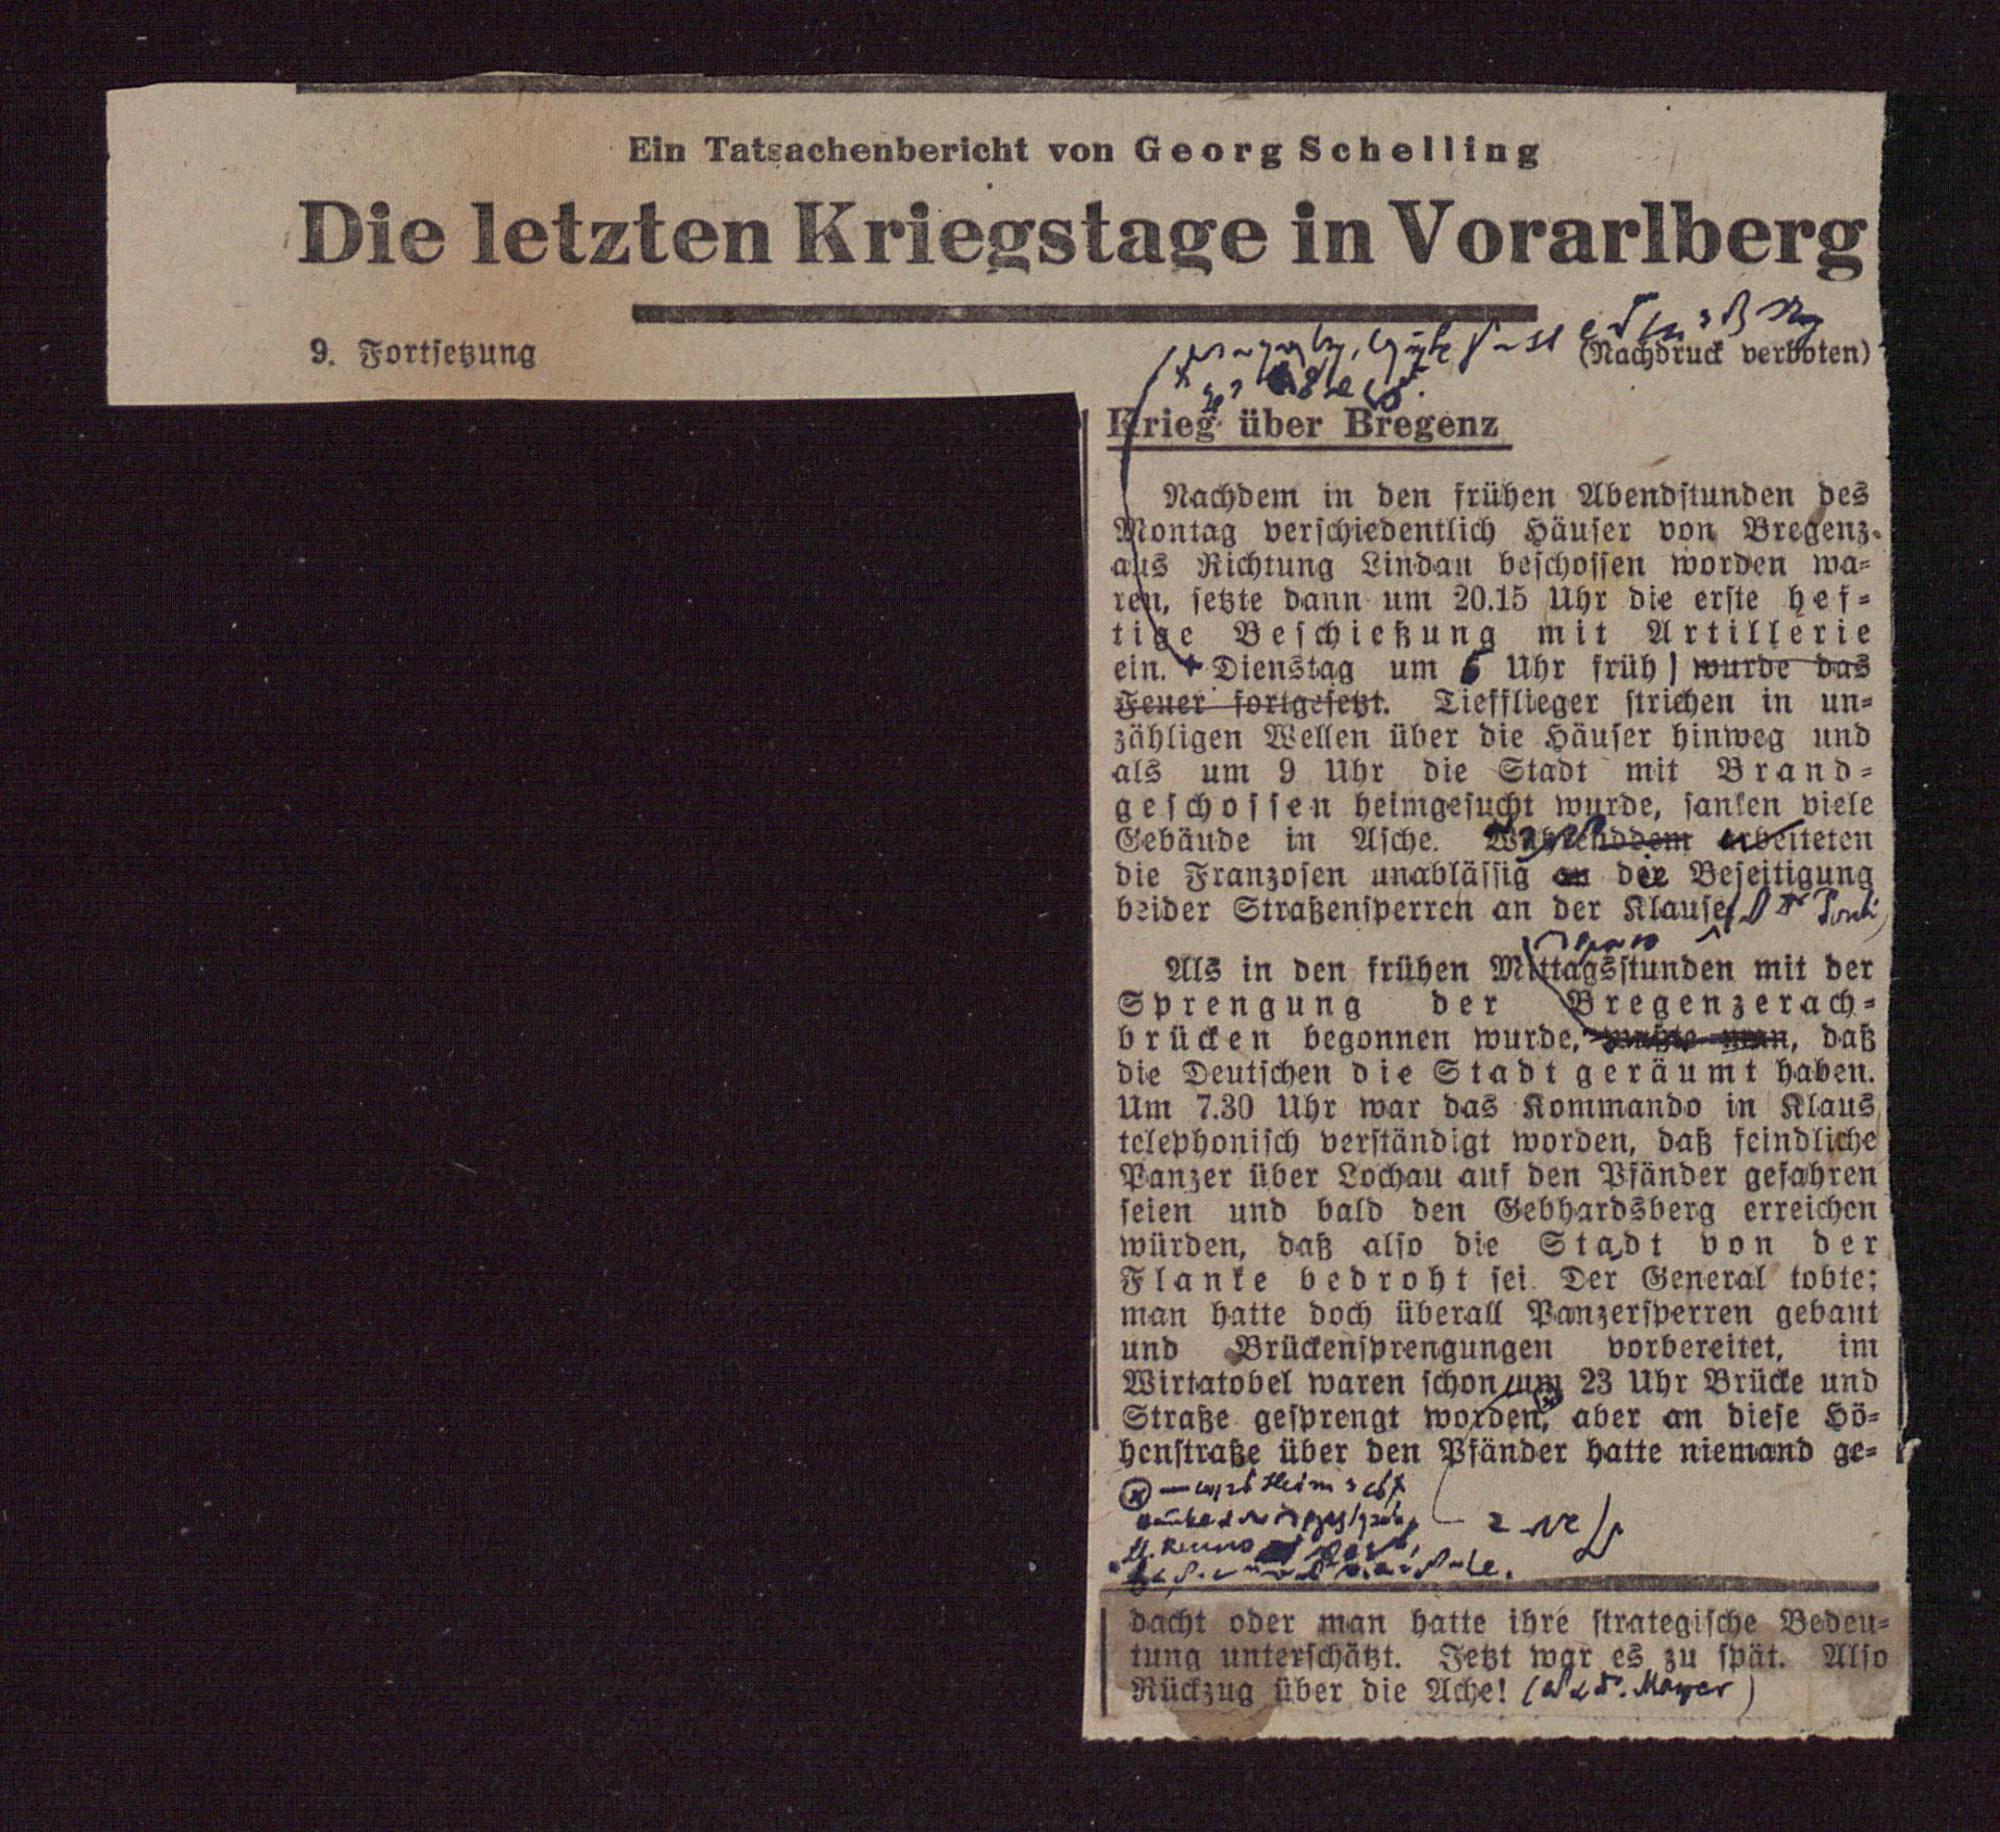 Ein Tatsachenbericht von Georg Schelling
Die letzten Kriegstage in Vorarlberg
9. Fortsetzung
(Nachdruck verboten)
Krieg über Bregenz
Nachdem in den frühen Abendstunden des
Montag verschiedentlich Häuser von Bregenz
aus Richtung Lindau beschossen worden wa-
ren, setzte dann um 20.15 Uhr die erste hef-
tige Beschießung mit Artillerie
ein. + Dienstag um 6 Uhr früh wurde das
Feuer fortgesetzt. Tiefflieger strichen in un-
zähligen Wellen über die Häuser hinweg und
als um 9 Uhr die Stadt mit Brand-
geschossen heimgesucht wurde, sanken viele
Gebäude in Asche. Währenddem arbeiteten
die Franzosen unablässig an der Beseitigung
beider Straßensperren an der Klause
Als in den frühen Mittagsstunden mit der
Sprengung der Bregenzerach-
brücken begonnen wurde, wußte man, daß
die Deutschen die Stadt geräumt haben.
Um 7.30 Uhr war das Kommando in Klaus
telephonisch verständigt worden, daß feindliche
Panzer über Lochau auf den Pfänder gefahren
seien und bald den Gebhardsberg erreichen
würden, daß also die Stadt von der
Flanke bedroht sei. Der General tobte;
man hatte doch überall Panzersperren gebaut
und Brückensprengungen vorbereitet, im
Wirtatobel waren schon um 23 Uhr Brücke und
Straße gesprengt worden, aber an diese Hö-
henstraße über den Pfänder hatte niemand ge-
dacht oder man hatte ihre strategische Bedeu-
tung unterschätzt. Jetzt war es zu spät. Also
Rückzug über die Ache! Mayer)